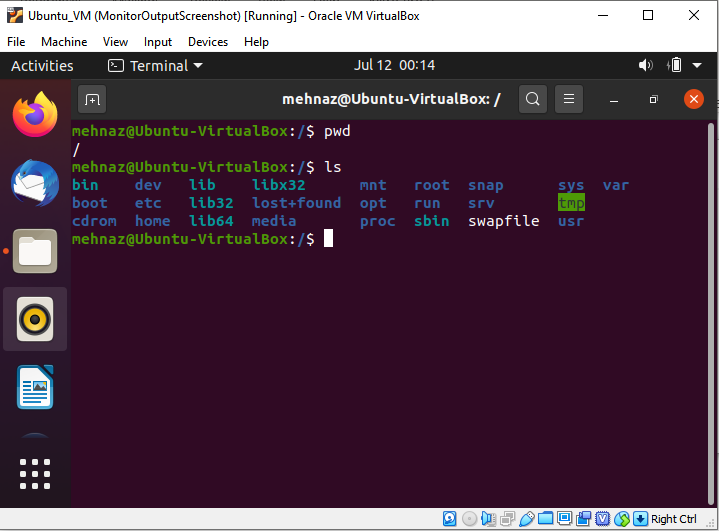 Ubuntu_VM (MonitorOutputScreenshot) [Running] - Oracle VM VirtualBox
File Machine View Input Devices Help
Activities Terminal Jul 12 00:14
mehnaz@Ubuntu-VirtualBox: /
mehnaz@Ubuntu-VirtualBox:/$ pwd
/
mehnaz@Ubuntu-VirtualBox:/$ ls
bin dev lib libx32 mnt root snap sys var
boot etc lib32 lost+found opt run srv tmp
cdrom home lib64 media proc sbin swapfile usr
mehnaz@Ubuntu-VirtualBox:/$
Right Ctrl